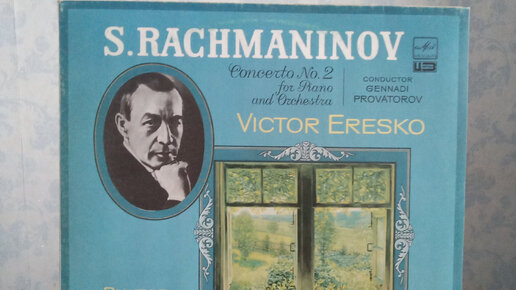 S.RACHMANINOV
Concerto No.2
for Piano
and Orchestra
CONDUCTOR
GENNADI
PROVATOROV
VICTOR ERESKO